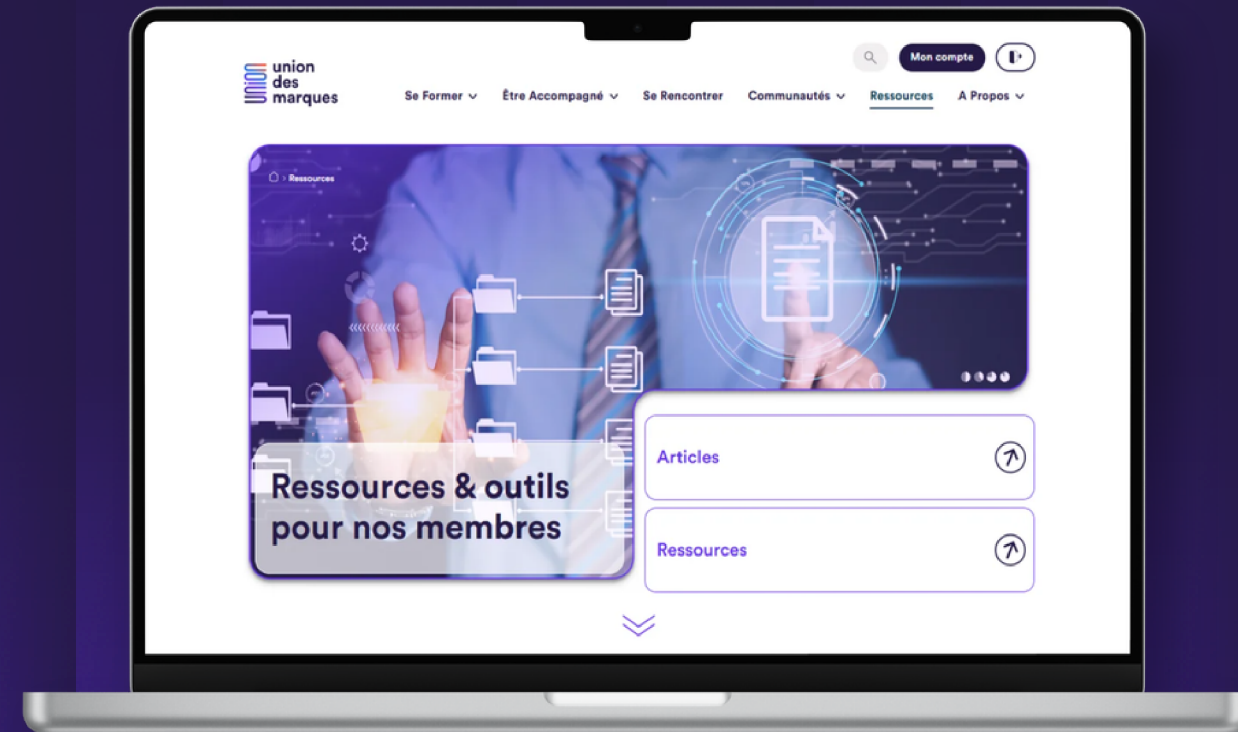 union
des
marques
Mon compte
Se Former
Être Accompagné
Se Rencontrer
Communautés
Ressources
A Propos
> Ressources
Ressources & outils
pour nos membres
Articles
Ressources